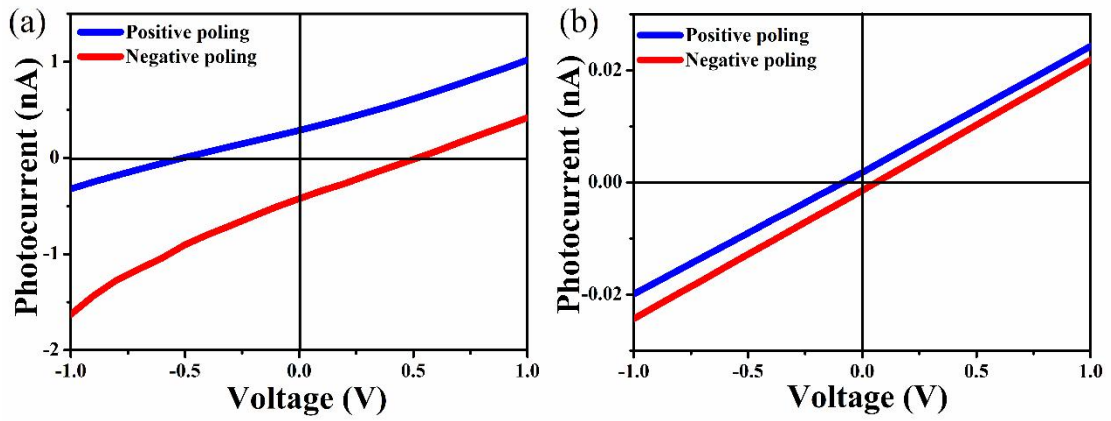 (a)
Positive poling
Negative poling
Photocurrent (nA)
1
0
-1
-2
-1.0 -0.5 0.0 0.5 1.0
Voltage (V)
(b)
Positive poling
Negative poling
Photocurrent (nA)
0.02
0.00
-0.02
-1.0 -0.5 0.0 0.5 1.0
Voltage (V)